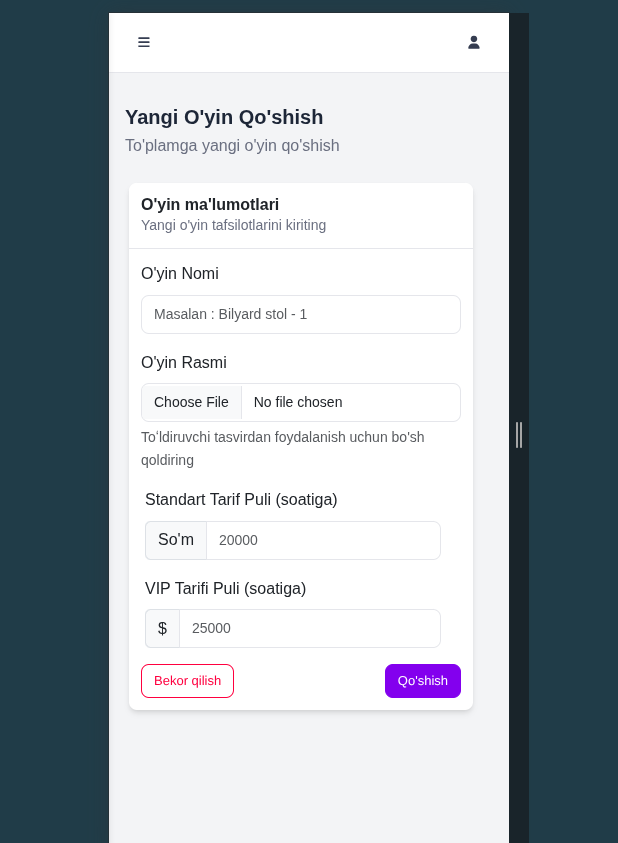 Yangi O'yin Qo'shish
To'plamga yangi o'yin qo'shish
O'yin ma'lumotlari
Yangi o'yin tafsilotlarini kiriting
O'yin Nomi
Masalan : Bilyard stol - 1
O'yin Rasmi
Choose File No file chosen
Toʻldiruvchi tasvirdan foydalanish uchun bo'sh
qoldiring
Standart Tarif Puli (soatiga)
So'm 20000
VIP Tarifi Puli (soatiga)
$ 25000
Bekor qilish Qo'shish